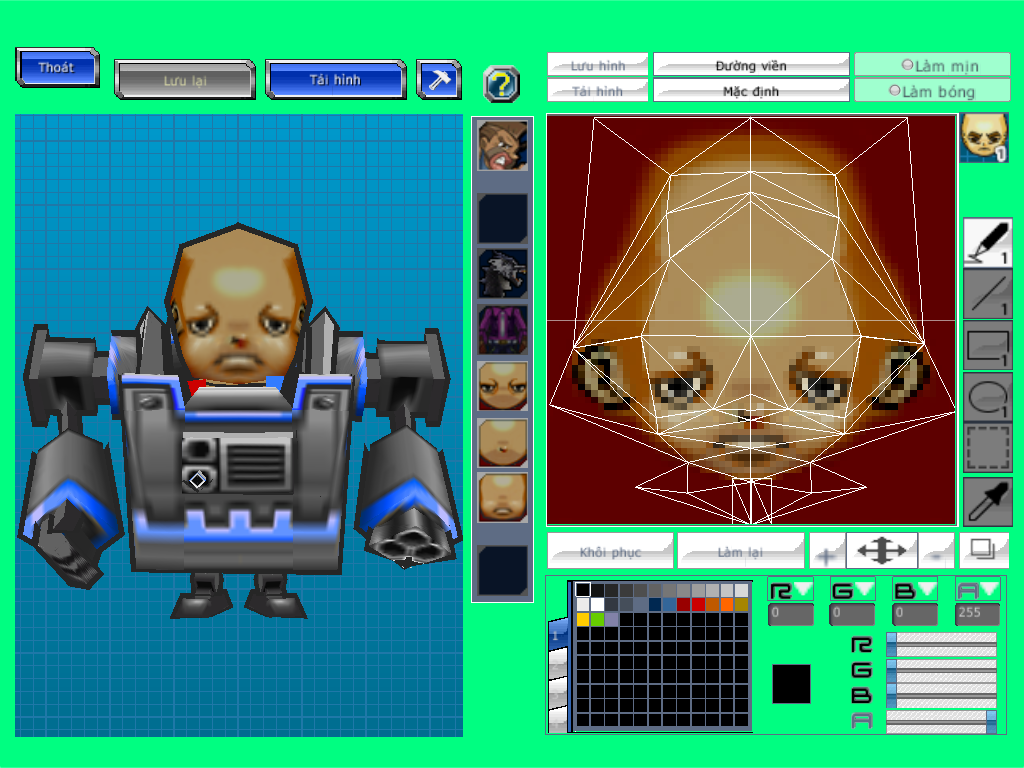 Thoát
Lưu lại
Tải hình
?
Lưu hình
Đường viền
Làm mịn
Tải hình
Mặc định
Làm bóng
1
1
1
1
1
Khôi phục
Làm lại
+
-
1
R
G
B
A
0
0
0
255
R
G
B
A